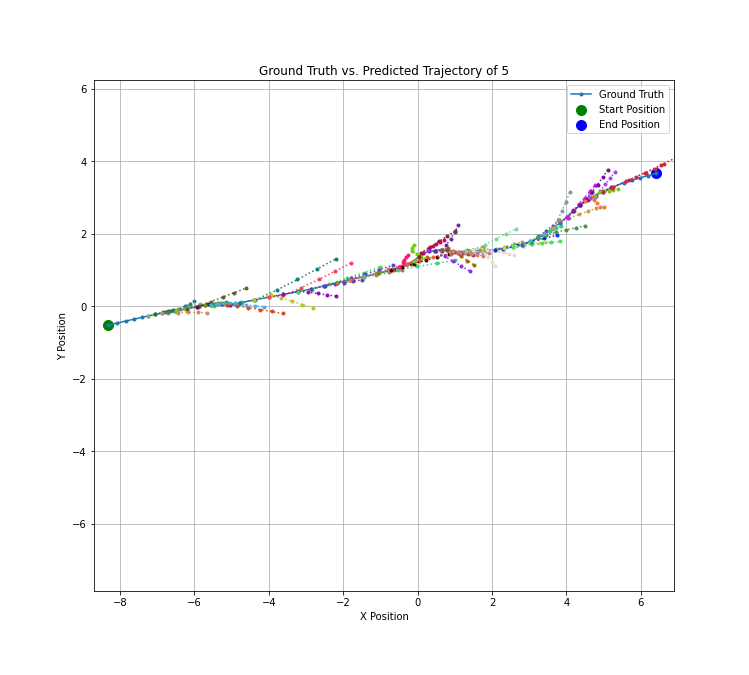 Ground Truth vs. Predicted Trajectory of 5
Ground Truth
Start Position
End Position
6
4
2
0
−2
−4
−6
Y Position
−8
−6
−4
−2
0
2
4
6
X Position